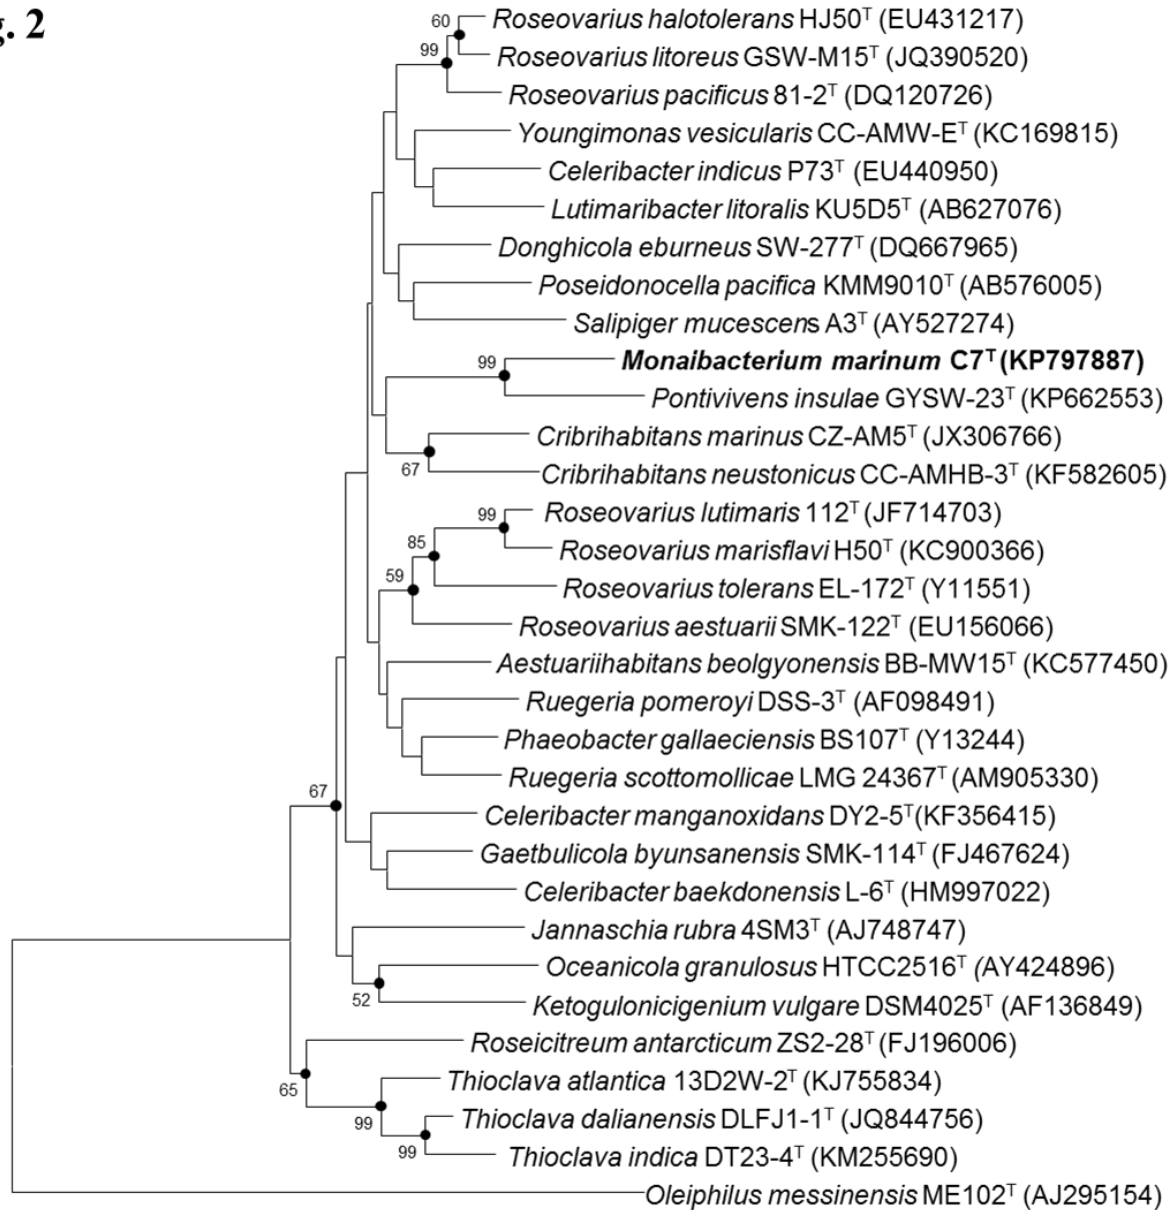 g. 2
60
Roseovarius halotolerans HJ50ᵀ (EU431217)
99
Roseovarius litoreus GSW-M15ᵀ (JQ390520)
Roseovarius pacificus 81-2ᵀ (DQ120726)
Youngimonas vesicularis CC-AMW-Eᵀ (KC169815)
Celeribacter indicus P73ᵀ (EU440950)
Lutimaribacter litoralis KU5D5ᵀ (AB627076)
Donghicola eburneus SW-277ᵀ (DQ667965)
Poseidonocella pacifica KMM9010ᵀ (AB576005)
Salipiger mucescens A3ᵀ (AY527274)
99
Monaibacterium marinum C7ᵀ (KP797887)
Pontivivens insulae GYSW-23ᵀ (KP662553)
Cribrihabitans marinus CZ-AM5ᵀ (JX306766)
67
Cribrihabitans neustonicus CC-AMHB-3ᵀ (KF582605)
99
Roseovarius lutimaris 112ᵀ (JF714703)
85
Roseovarius marisflavi H50ᵀ (KC900366)
59
Roseovarius tolerans EL-172ᵀ (Y11551)
Roseovarius aestuarii SMK-122ᵀ (EU156066)
Aestuariihabitans beolgyonensis BB-MW15ᵀ (KC577450)
Ruegeria pomeroyi DSS-3ᵀ (AF098491)
Phaeobacter gallaeciensis BS107ᵀ (Y13244)
Ruegeria scottomollicae LMG 24367ᵀ (AM905330)
67
Celeribacter manganoxidans DY2-5ᵀ(KF356415)
Gaetbulicola byunsanensis SMK-114ᵀ (FJ467624)
Celeribacter baekdonensis L-6ᵀ (HM997022)
Jannaschia rubra 4SM3ᵀ (AJ748747)
Oceanicola granulosus HTCC2516ᵀ (AY424896)
52
Ketogulonicigenium vulgare DSM4025ᵀ (AF136849)
Roseicitreum antarcticum ZS2-28ᵀ (FJ196006)
65
Thioclava atlantica 13D2W-2ᵀ (KJ755834)
99
Thioclava dalianensis DLFJ1-1ᵀ (JQ844756)
99
Thioclava indica DT23-4ᵀ (KM255690)
Oleiphilus messinensis ME102ᵀ (AJ295154)